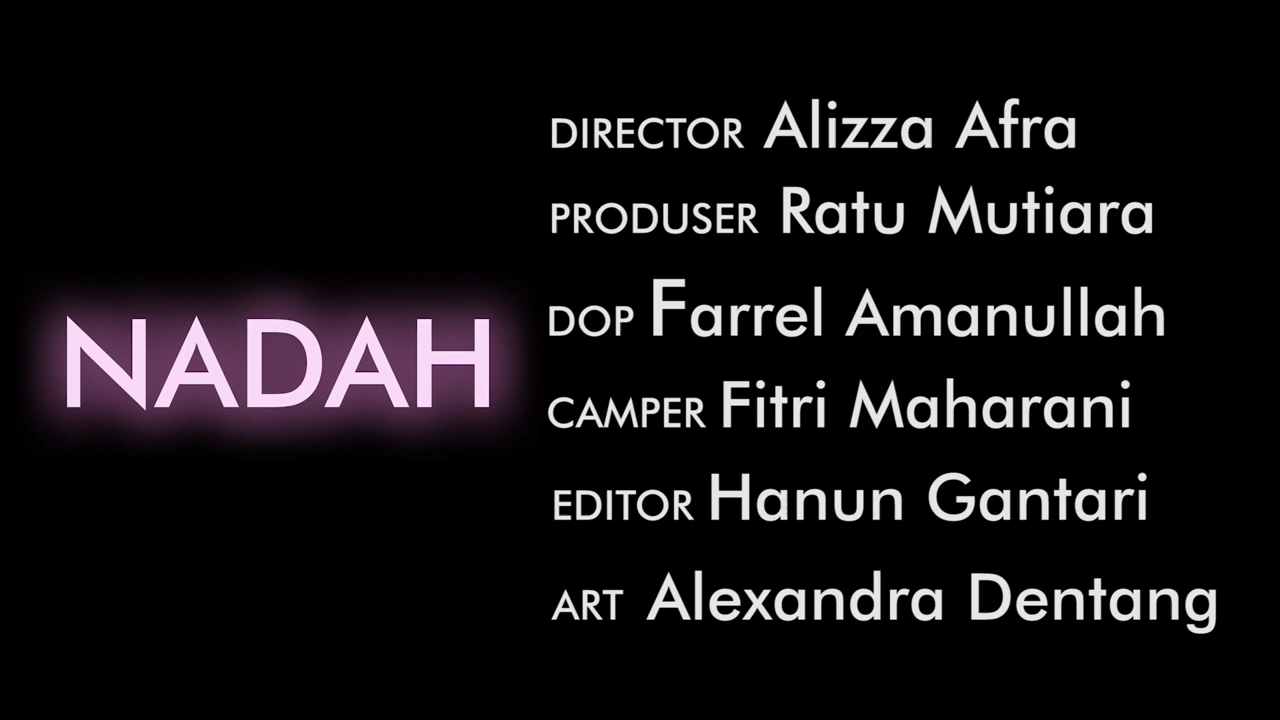 NADAH
DIRECTOR Alizza Afra
PRODUSER Ratu Mutiara
DOP Farrel Amanullah
CAMPER Fitri Maharani
EDITOR Hanun Gantari
ART Alexandra Dentang